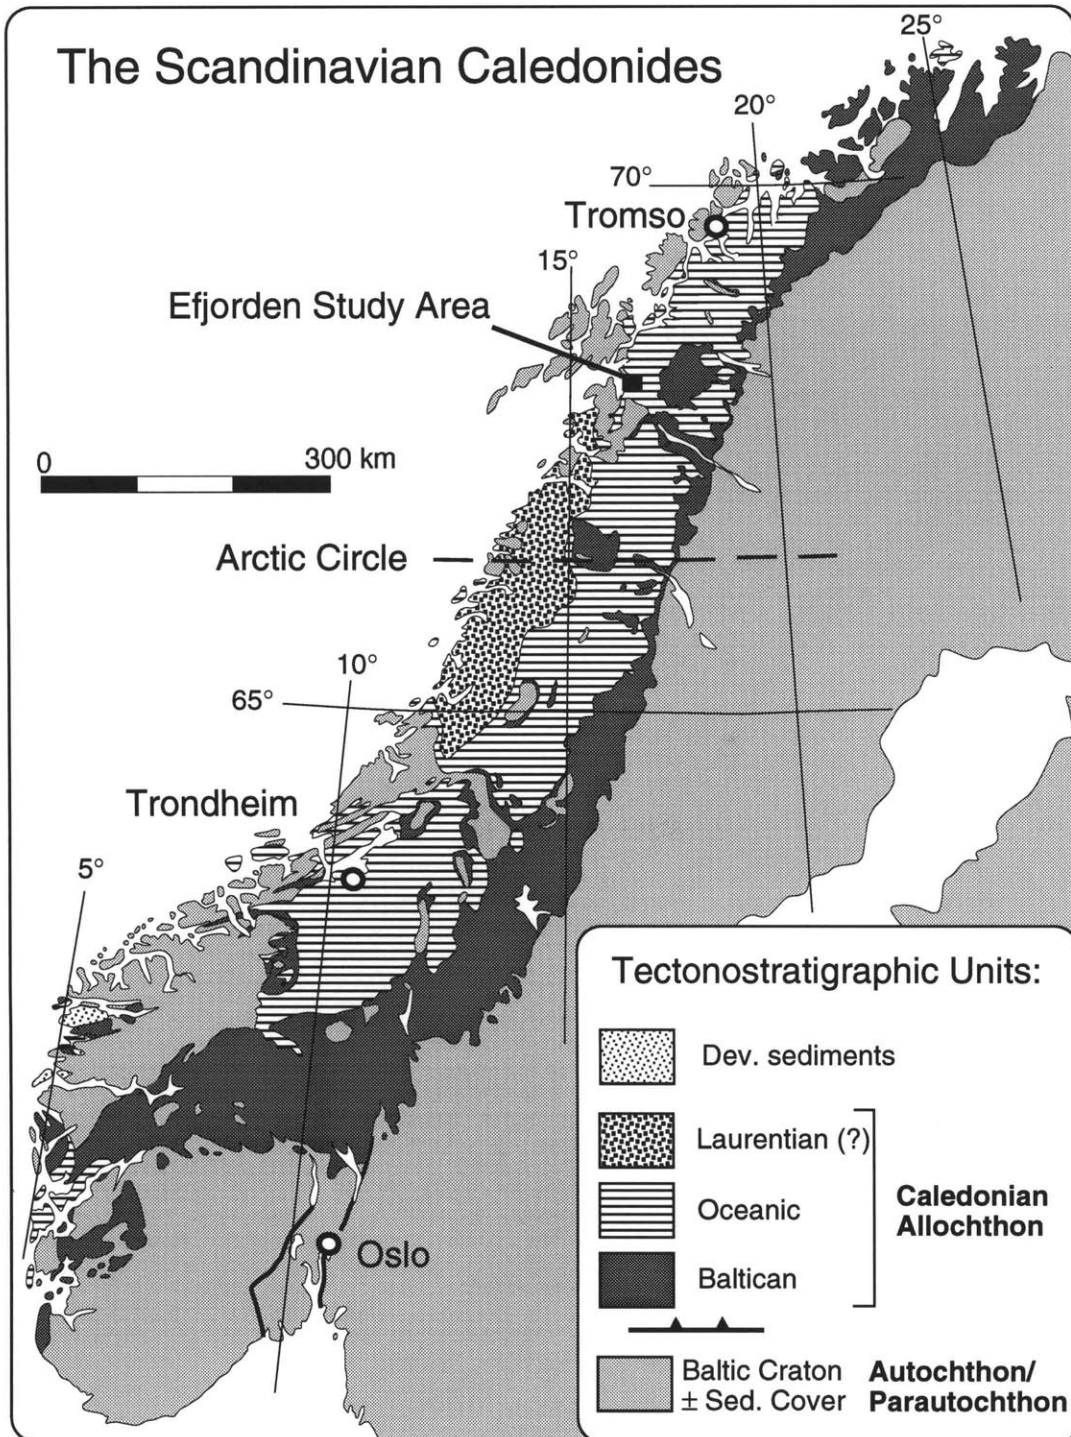 The Scandinavian Caledonides
25°
20°
70°
Tromso
15°
Efjorden Study Area
0 300 km
Arctic Circle
10°
65°
Trondheim
5°
Oslo
Tectonostratigraphic Units:
Dev. sediments
Laurentian (?)
Oceanic
Caledonian
Allochthon
Baltican
Baltic Craton
± Sed. Cover
Autochthon/
Parautochthon